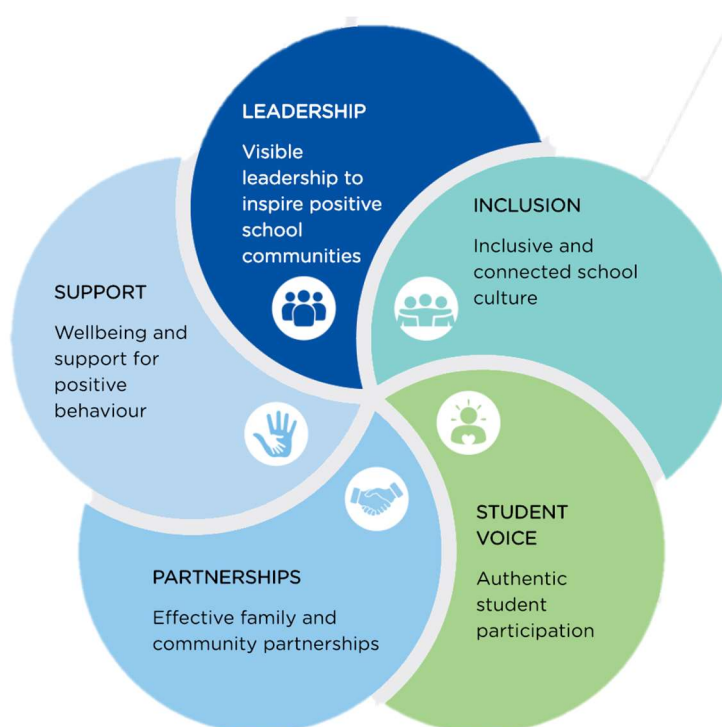 LEADERSHIP
Visible
leadership to
inspire positive
school
communities
INCLUSION
Inclusive and
connected school
culture
STUDENT
VOICE
Authentic
student
participation
PARTNERSHIPS
Effective family and
community partnerships
SUPPORT
Wellbeing and
support for
positive
behaviour